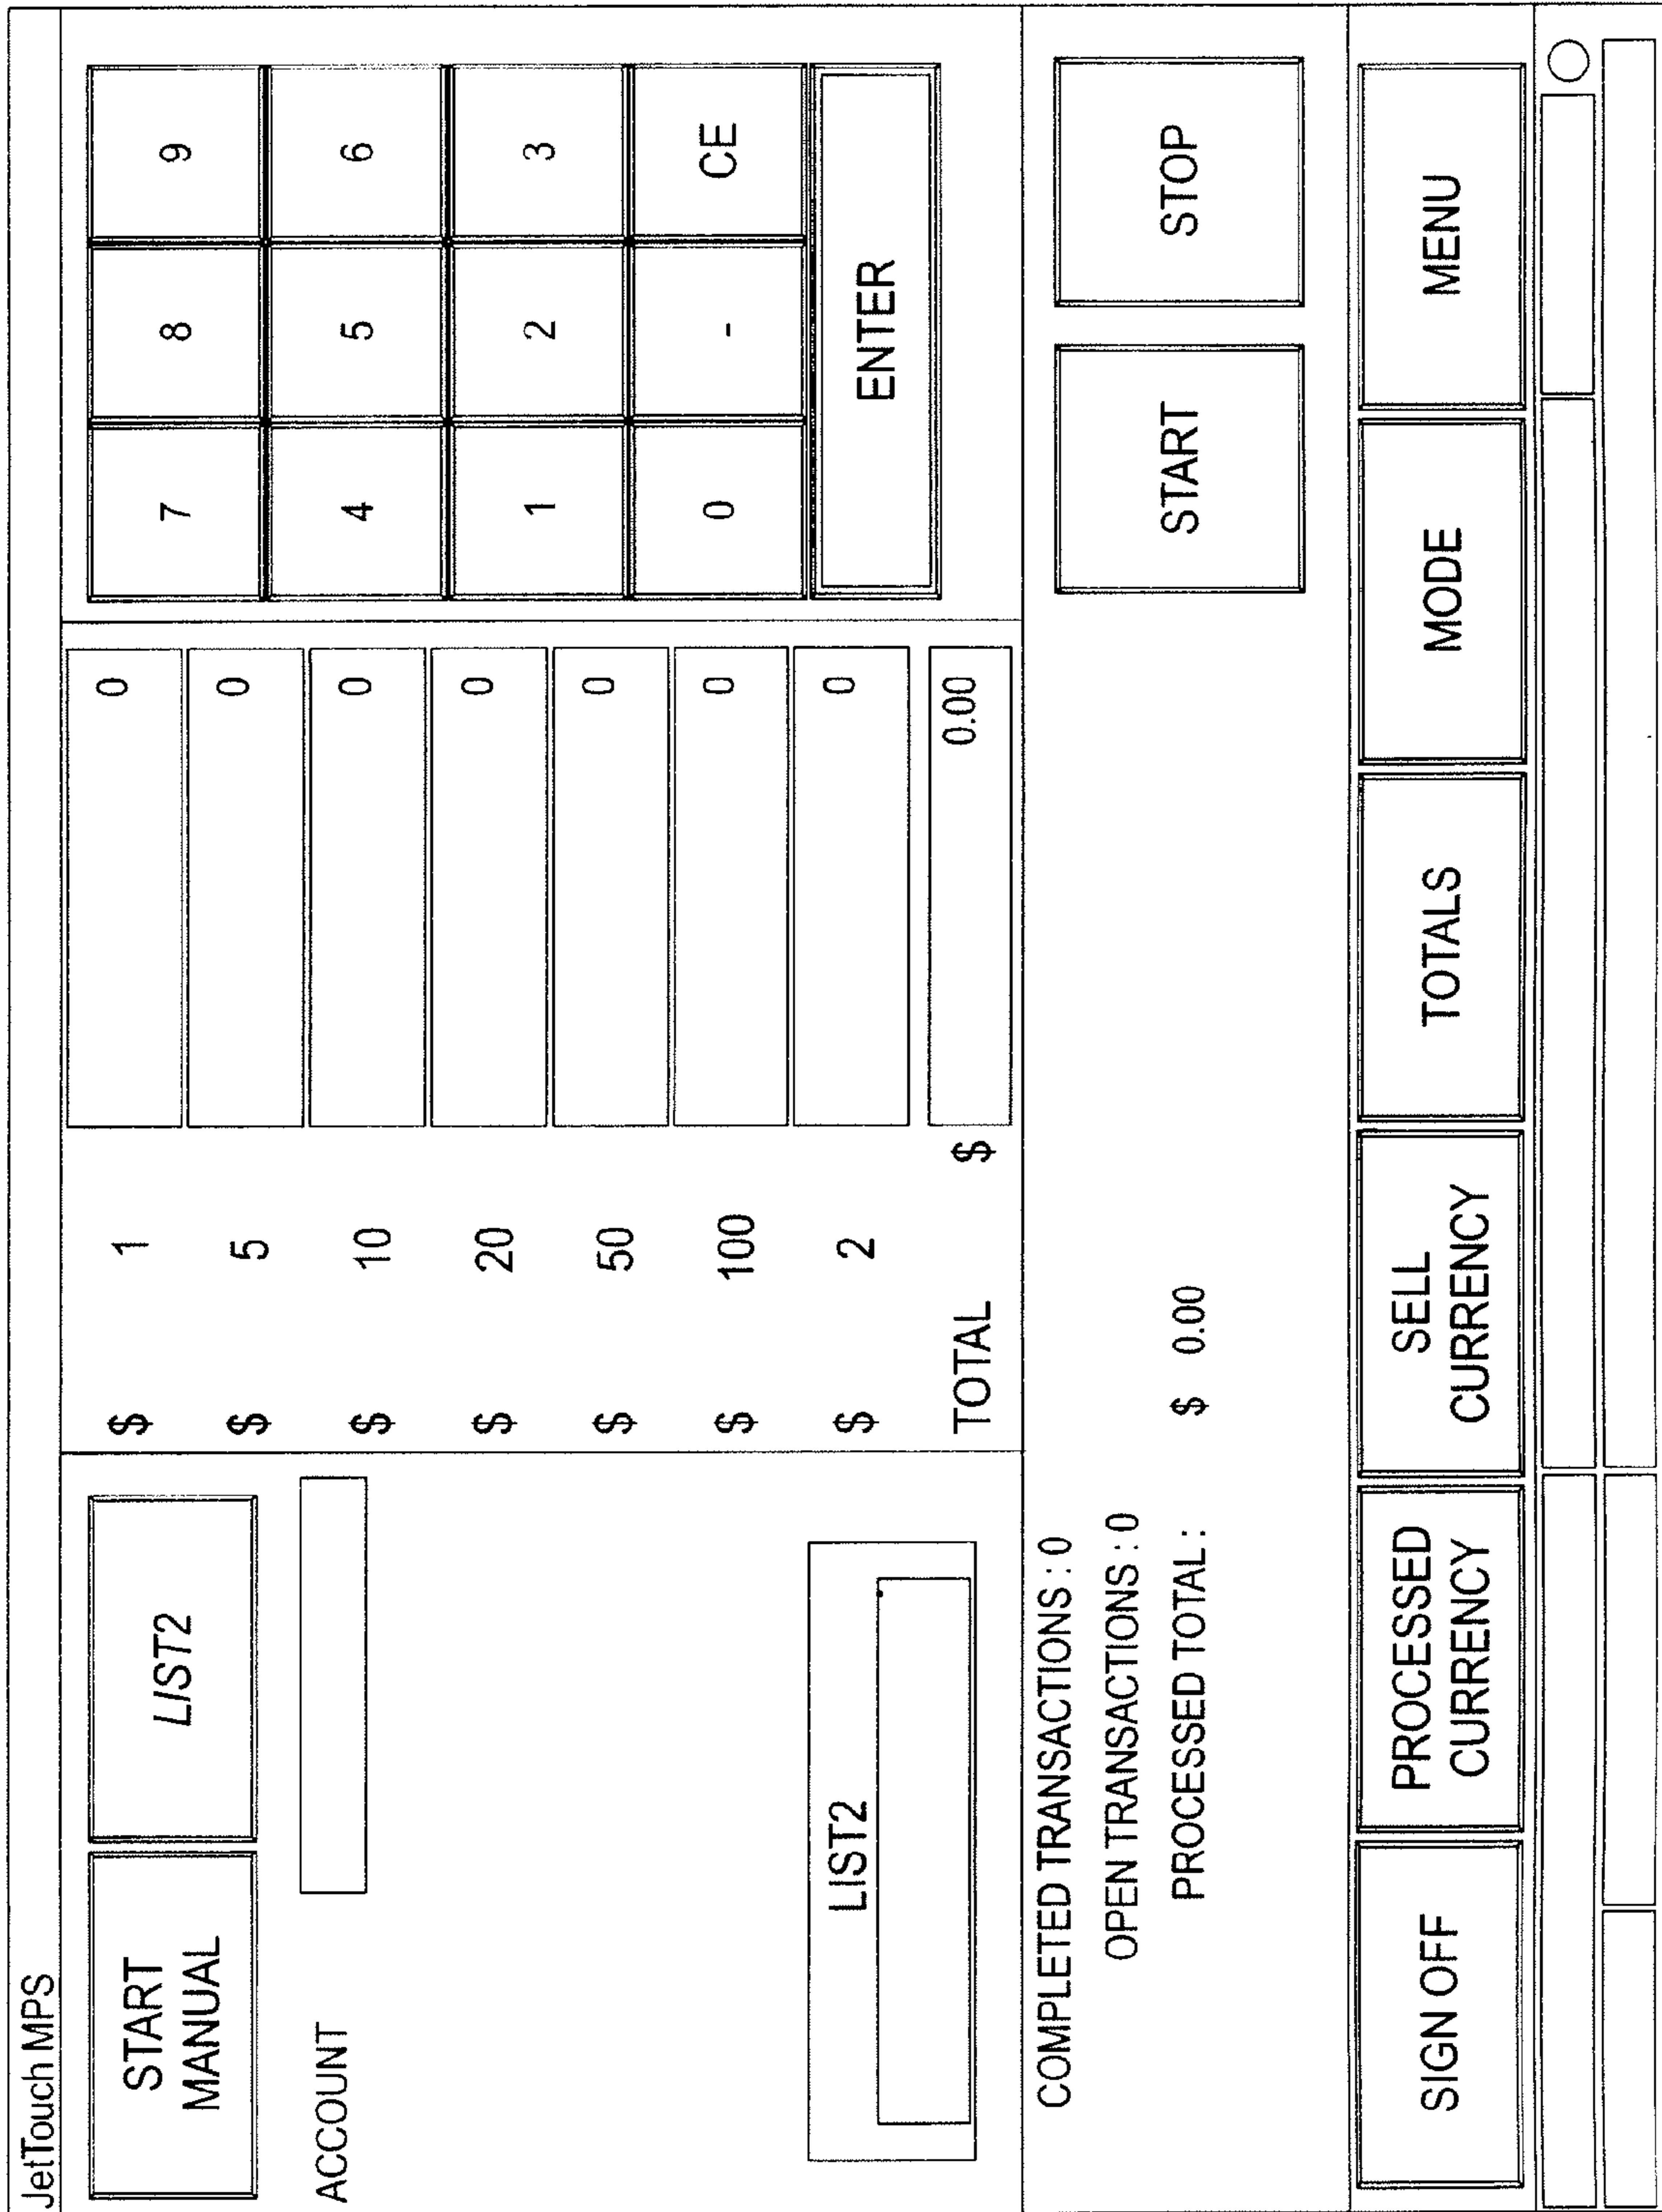 JetTouch MPS
START
MANUAL
LIST2
ACCOUNT
LIST2
$ 1 0
$ 5 0
$ 10 0
$ 20 0
$ 50 0
$ 100 0
$ 2 0
TOTAL $ 0.00
7 8 9
4 5 6
1 2 3
0 - CE
ENTER
COMPLETED TRANSACTIONS : 0
OPEN TRANSACTIONS : 0
PROCESSED TOTAL : $ 0.00
START
STOP
SIGN OFF
PROCESSED
CURRENCY
SELL
CURRENCY
TOTALS
MODE
MENU